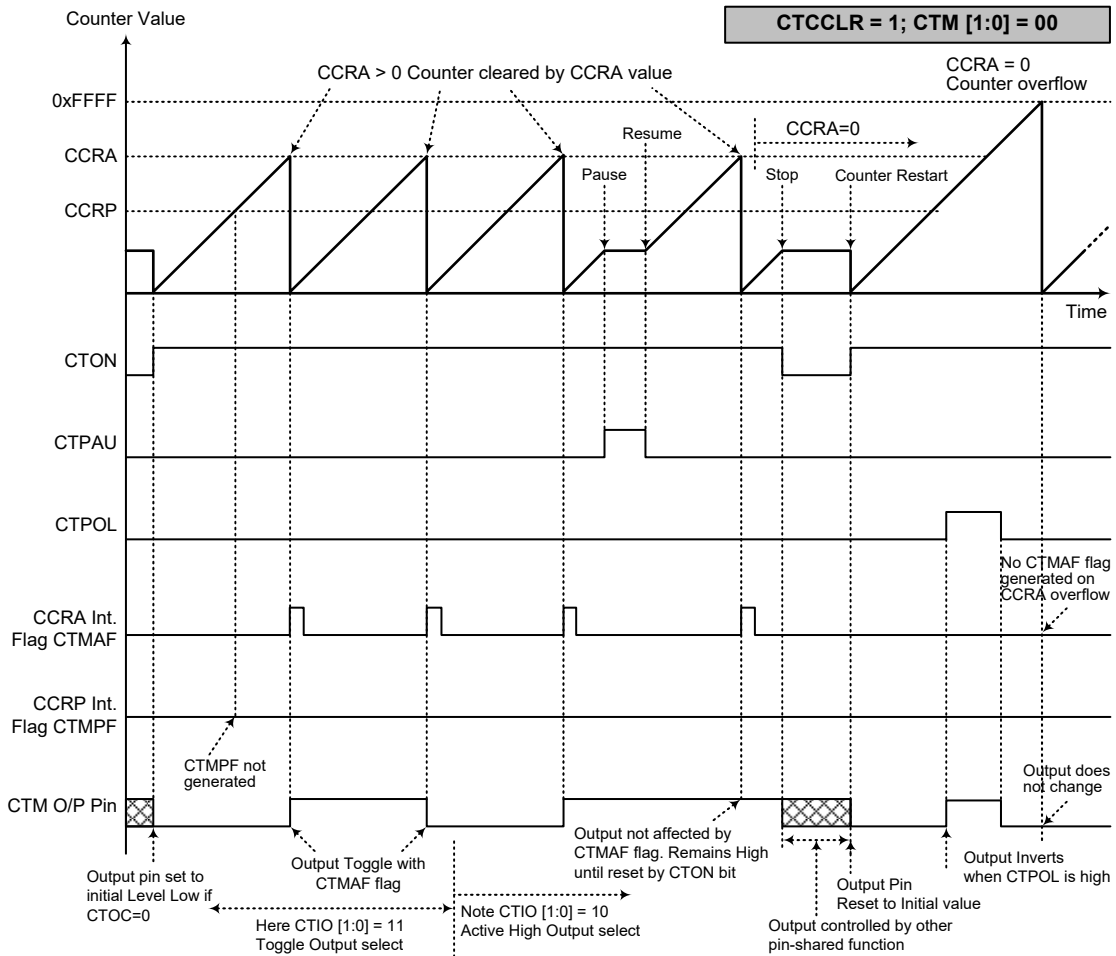 Counter Value
CTCCLR = 1; CTM [1:0] = 00
CCRA > 0 Counter cleared by CCRA value
CCRA = 0
Counter overflow
0xFFFF
CCRA
CCRP
Resume
CCRA=0
Pause
Stop
Counter Restart
Time
CTON
CTPAU
CTPOL
No CTMAF flag
generated on
CCRA overflow
CCRA Int.
Flag CTMAF
CCRP Int.
Flag CTMPF
CTMPF not
generated
CTM O/P Pin
Output does
not change
Output pin set to
initial Level Low if
CTOC=0
Output Toggle with
CTMAF flag
Here CTIO [1:0] = 11
Toggle Output select
Note CTIO [1:0] = 10
Active High Output select
Output not affected by
CTMAF flag. Remains High
until reset by CTON bit
Output Pin
Reset to Initial value
Output controlled by other
pin-shared function
Output Inverts
when CTPOL is high